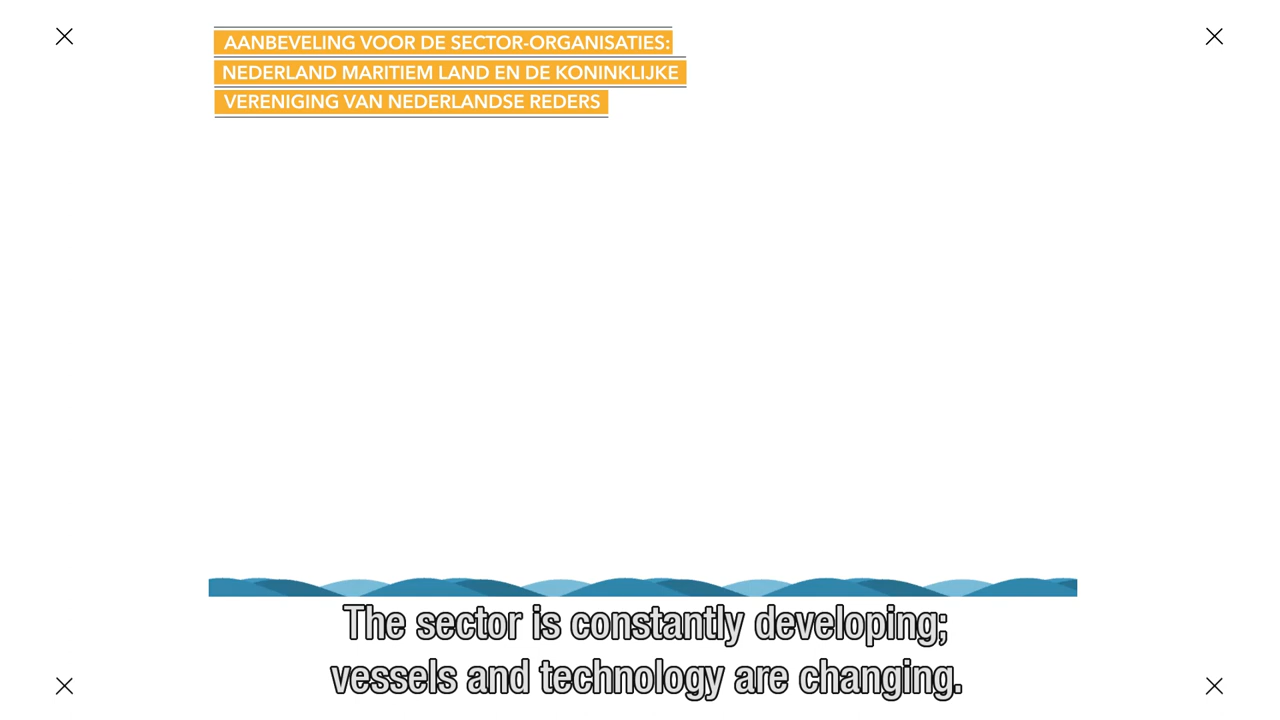 AANBEVELING VOOR DE SECTOR-ORGANISATIES:
NEDERLAND MARITIEM LAND EN DE KONINKLIJKE
VERENIGING VAN NEDERLANDSE REDERS
The sector is constantly developing;
vessels and technology are changing.